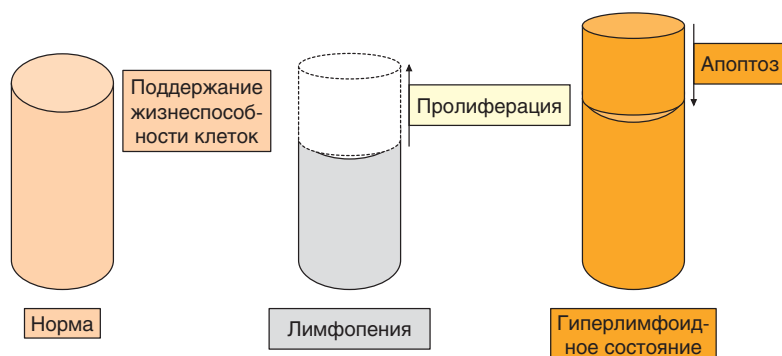 Поддержание
жизнеспособ-
ности клеток
Пролиферация
Апоптоз
Норма
Лимфопения
Гиперлимфоид-
ное состояние